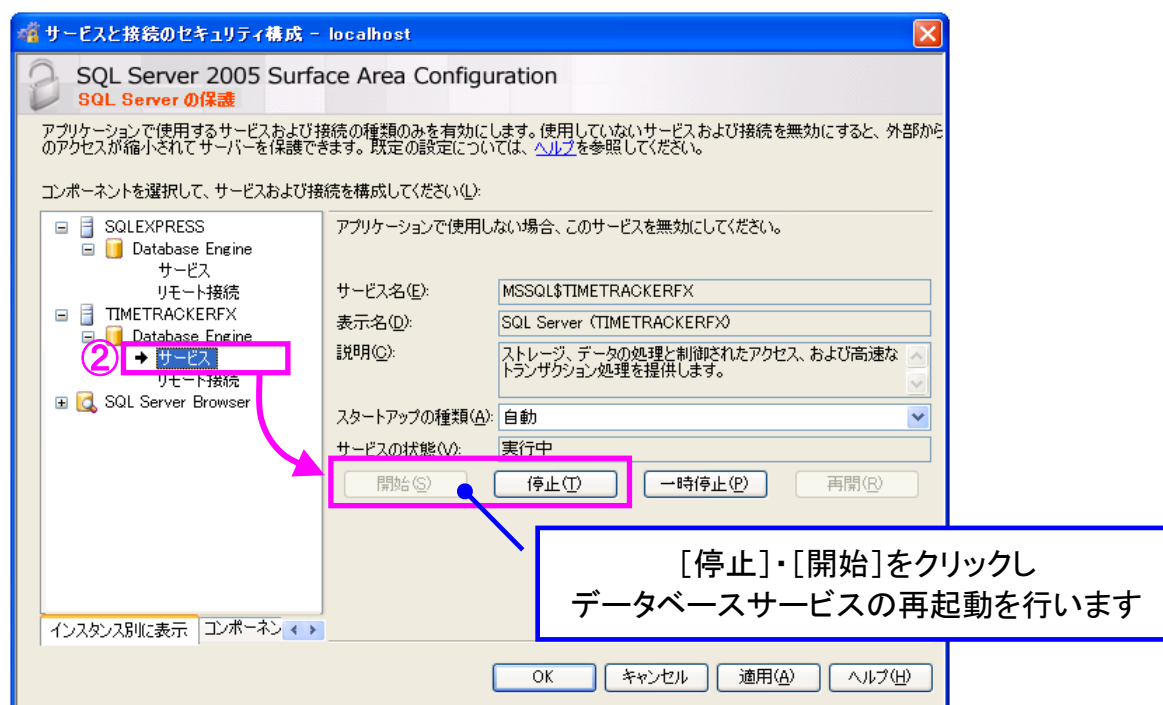 サービスと接続のセキュリティ構成 - localhost
SQL Server 2005 Surface Area Configuration
SQL Server の保護
アプリケーションで使用するサービスおよび接続の種類のみを有効にします。使用していないサービスおよび接続を無効にすると、外部から
のアクセスが縮小されてサーバーを保護できます。既定の設定については、ヘルプを参照してください。
コンポーネントを選択して、サービスおよび接続を構成してください(L):
SQLEXPRESS
Database Engine
サービス
リモート接続
TIMETRACKERFX
Database Engine
② サービス
リモート接続
SQL Server Browser
インスタンス別に表示 コンポーネン
アプリケーションで使用しない場合、このサービスを無効にしてください。
サービス名(E): MSSQL$TIMETRACKERFX
表示名(D): SQL Server (TIMETRACKERFX)
説明(C): ストレージ、データの処理と制御されたアクセス、および高速な
トランザクション処理を提供します。
スタートアップの種類(A): 自動
サービスの状態(V): 実行中
開始(S) 停止(T) 一時停止(P) 再開(R)
[停止]・[開始]をクリックし
データベースサービスの再起動を行います
OK キャンセル 適用(A) ヘルプ(H)